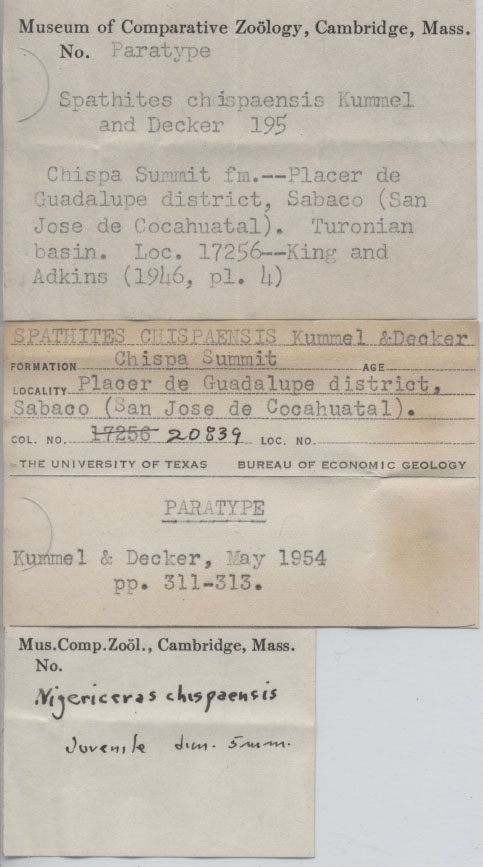 Museum of Comparative Zoölogy, Cambridge, Mass.
No. Paratype
Spathites chispaensis Kummel
and Decker 195
Chispa Summit fm.--Placer de
Guadalupe district, Sabaco (San
Jose de Cocahuatal). Turonian
basin. Loc. 17256--King and
Adkins (1946, pl. 4)
SPATHITES CHISPAENSIS Kummel &Decker
FORMATION Chispa Summit AGE
LOCALITY Placer de Guadalupe district,
Sabaco (San Jose de Cocahuatal).
COL. NO. 17256 20839 LOC. NO.
THE UNIVERSITY OF TEXAS BUREAU OF ECONOMIC GEOLOGY
PARATYPE
Kummel & Decker, May 1954
pp. 311-313.
Mus.Comp.Zoöl., Cambridge, Mass.
No.
Nigericeras chispaensis
Juvenile dim. 5mm.